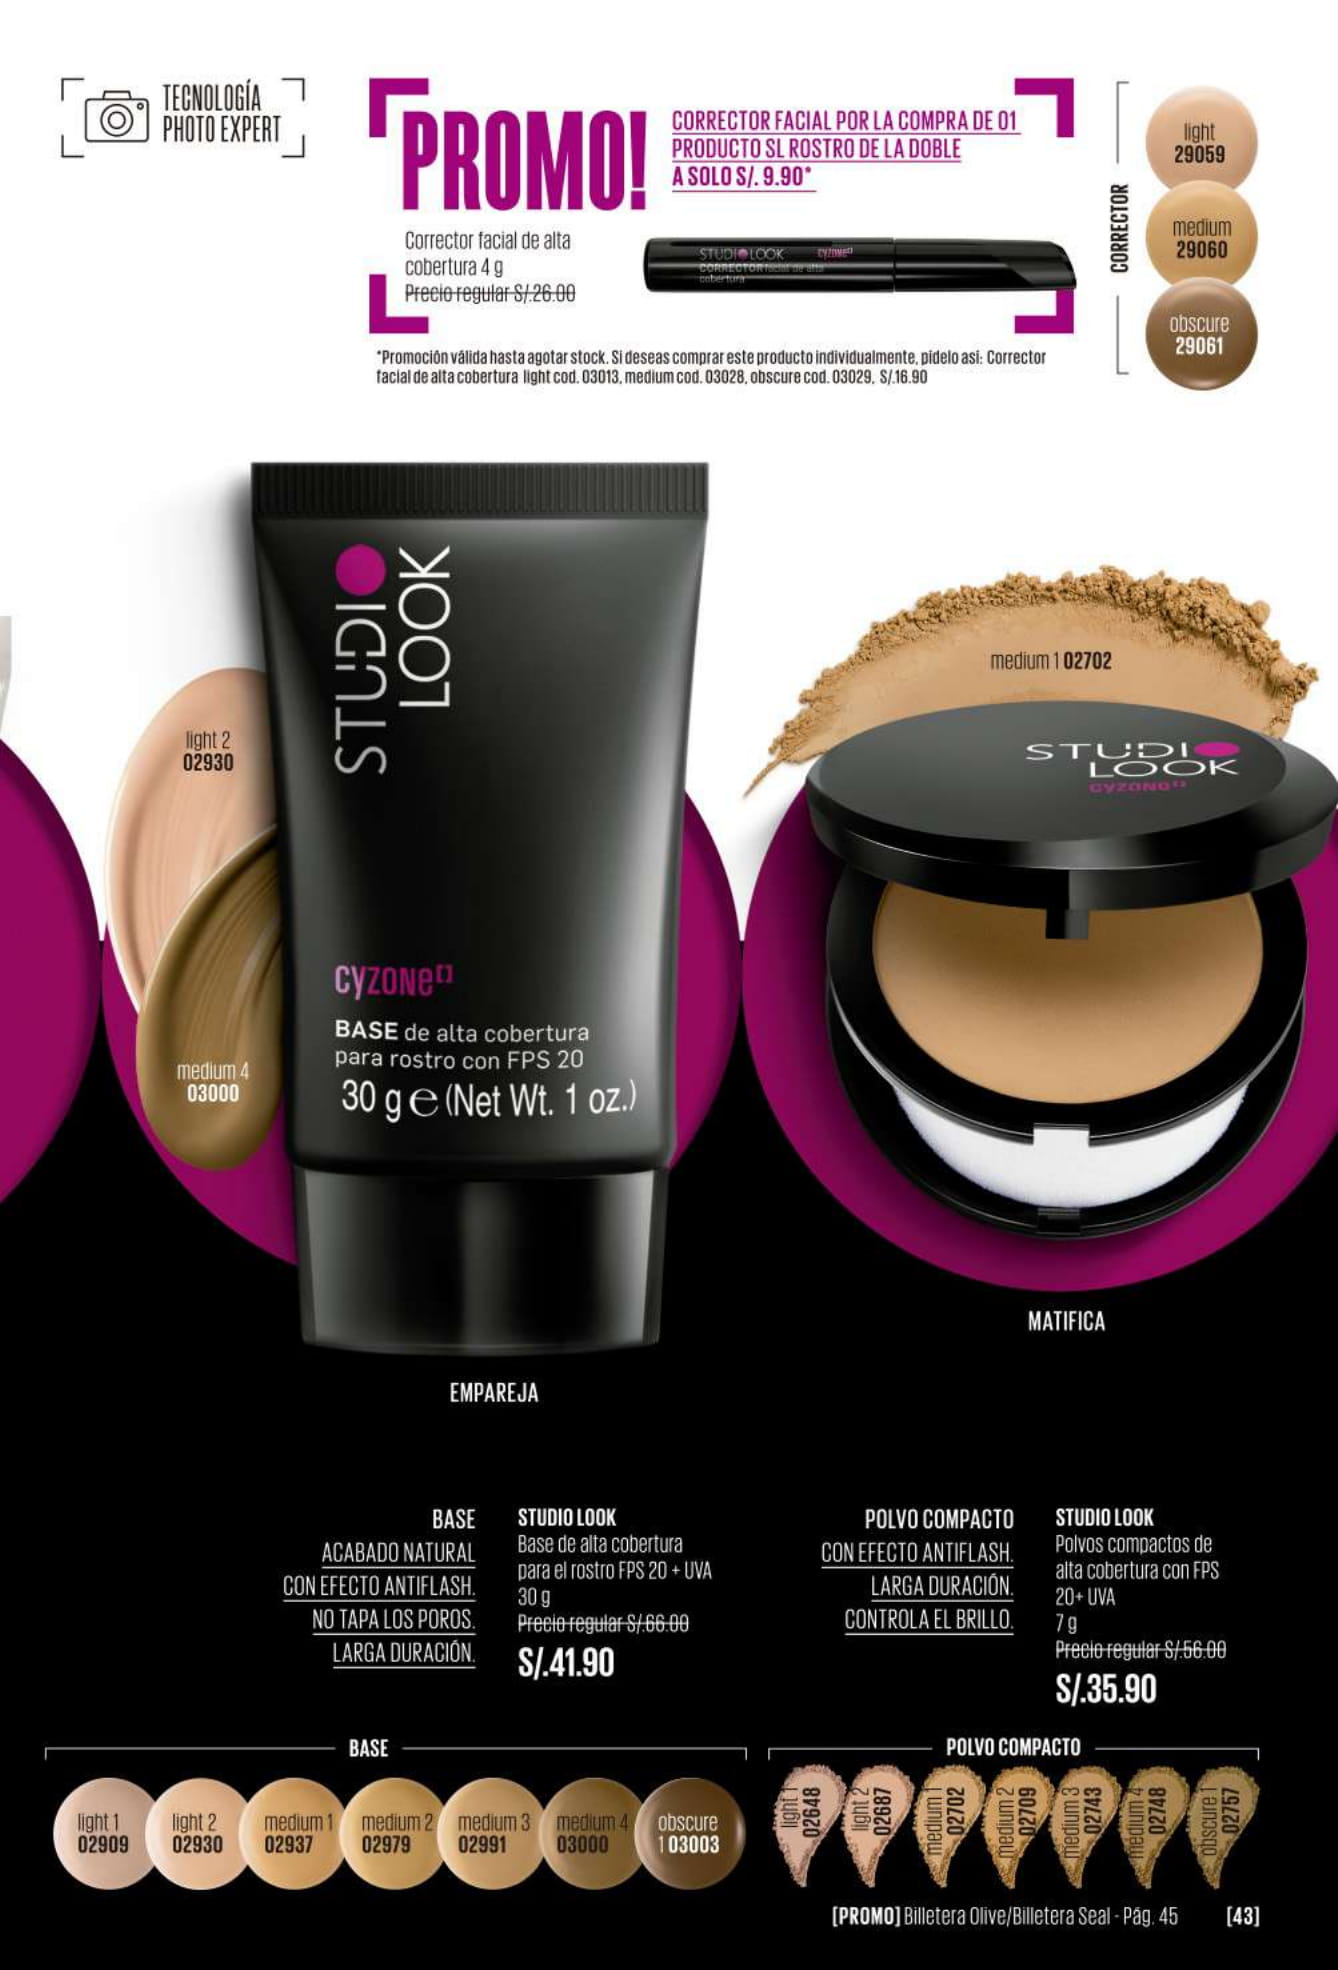 TECNOLOGÍA
PHOTO EXPERT
PROMO!
CORRECTOR FACIAL POR LA COMPRA DE 01
PRODUCTO SL ROSTRO DE LA DOBLE
A SOLO S/. 9.90*
Corrector facial de alta
cobertura 4 g
Precio regular S/.26.00
STUDIO LOOK cyzone
CORRECTOR facial de alta
cobertura
*Promoción válida hasta agotar stock. Si deseas comprar este producto individualmente, pídelo así: Corrector
facial de alta cobertura light cod. 03013, medium cod. 03028, obscure cod. 03029, S/.16.90
CORRECTOR
light
29059
medium
29060
obscure
29061
STUDIO
LOOK
cyzone
BASE de alta cobertura
para rostro con FPS 20
30 g e (Net Wt. 1 oz.)
light 2
02930
medium 4
03000
EMPAREJA
medium 1 02702
STUDIO
LOOK
cyzone
MATIFICA
BASE
ACABADO NATURAL
CON EFECTO ANTIFLASH.
NO TAPA LOS POROS.
LARGA DURACIÓN.
STUDIO LOOK
Base de alta cobertura
para el rostro FPS 20 + UVA
30 g
Precio regular S/.66.00
S/.41.90
POLVO COMPACTO
CON EFECTO ANTIFLASH.
LARGA DURACIÓN.
CONTROLA EL BRILLO.
STUDIO LOOK
Polvos compactos de
alta cobertura con FPS
20+ UVA
7 g
Precio regular S/.56.00
S/.35.90
BASE
light 1
02909
light 2
02930
medium 1
02937
medium 2
02979
medium 3
02991
medium 4
03000
obscure
1 03003
POLVO COMPACTO
light 1
02648
light 2
02687
medium 1
02702
medium 2
02709
medium 3
02743
medium 4
02748
obscure 1
02757
[PROMO] Billetera Olive/Billetera Seal - Pág. 45
[43]